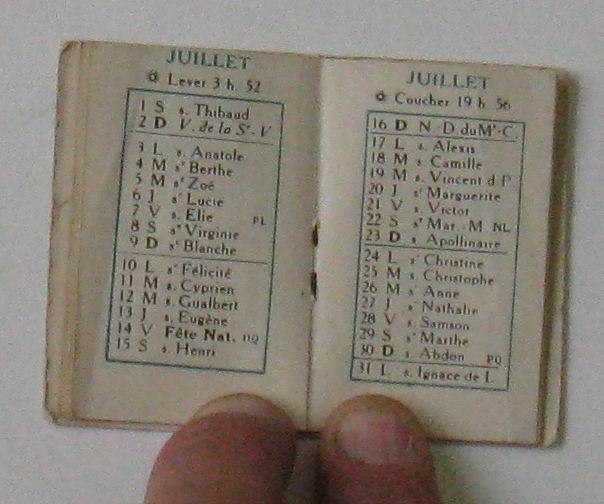 JUILLET
Lever 3 h. 52
1 S s. Thibaud
2 D V. de la Sᵗᵉ-V
3 L s. Anatole
4 M sᵗᵉ Berthe
5 M sᵗᵉ Zoé
6 J sᵗᵉ Lucie
7 V s. Elie PL
8 S sᵗᵉ Virginie
9 D sᵗᵉ Blanche
10 L sᵗᵉ Félicité
11 M s. Cyprien
12 M s. Gualbert
13 J s. Eugène
14 V Fête Nat. DQ
15 S s. Henri
JUILLET
Coucher 19 h. 56
16 D N.-D. du Mᵗ-C.
17 L s. Alexis
18 M s. Camille
19 M s. Vincent d P
20 J sᵗᵉ Marguerite
21 V s. Victor
22 S sᵗᵉ Mar.-M NL
23 D s. Apollinaire
24 L sᵗᵉ Christine
25 M s. Christophe
26 M sᵗᵉ Anne
27 J sᵗᵉ Nathalie
28 V s. Samson
29 S sᵗᵉ Marthe
30 D s. Abdon PQ
31 L s. Ignace de L